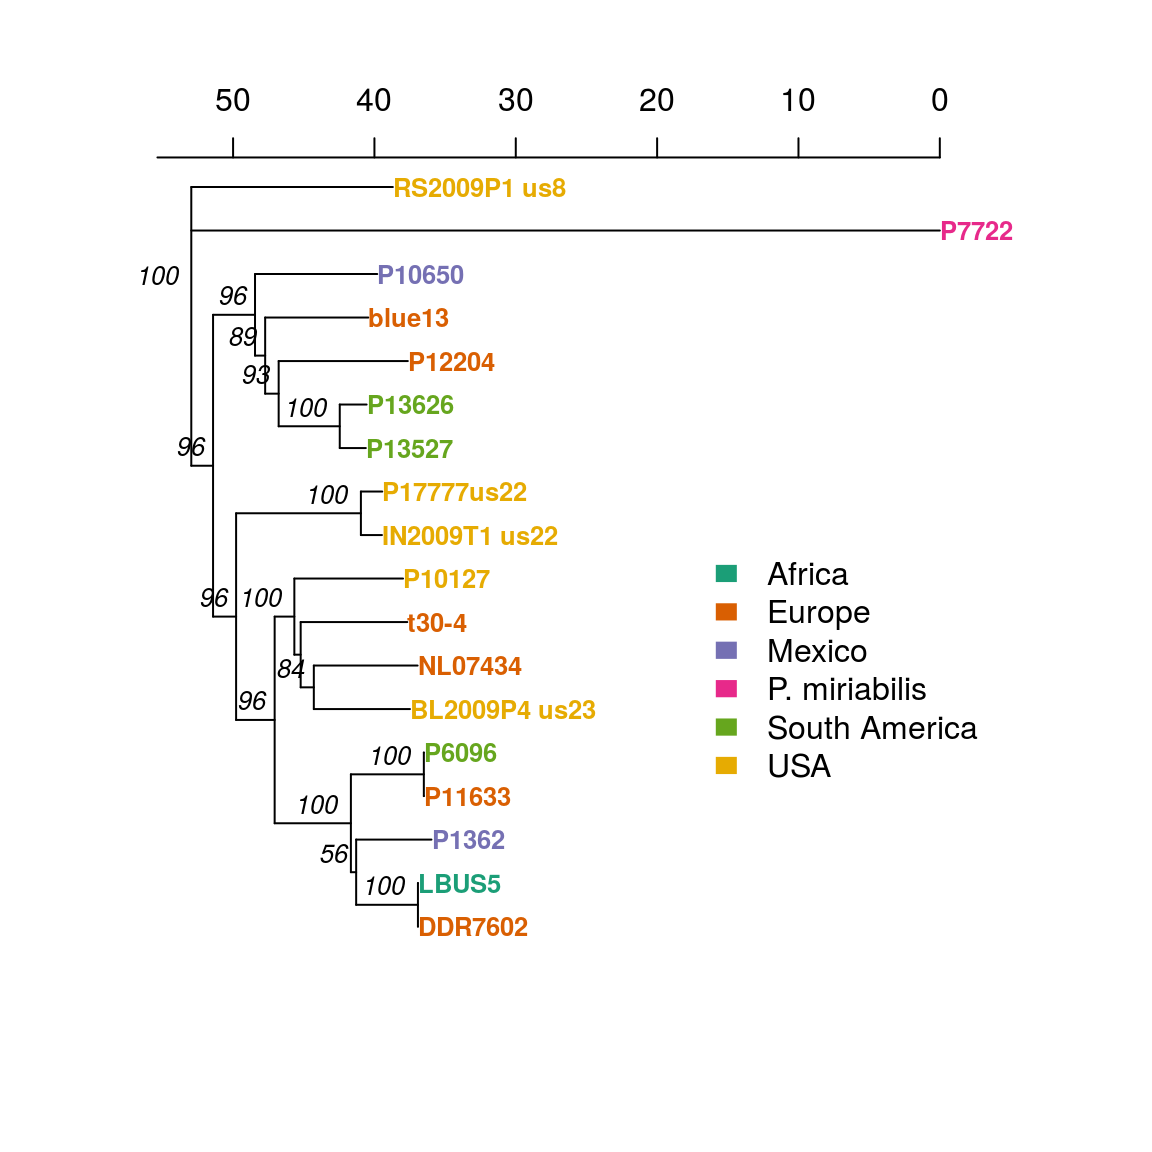 50 40 30 20 10 0
RS2009P1 us8
P7722
100
P10650
96
blue13
89
P12204
93
P13626
100
P13527
96
P17777us22
100
IN2009T1 us22
P10127
96 100
t30-4
NL07434
84
BL2009P4 us23
96
P6096
100
P11633
100
P1362
56
LBUS5
100
DDR7602
Africa
Europe
Mexico
P. miriabilis
South America
USA